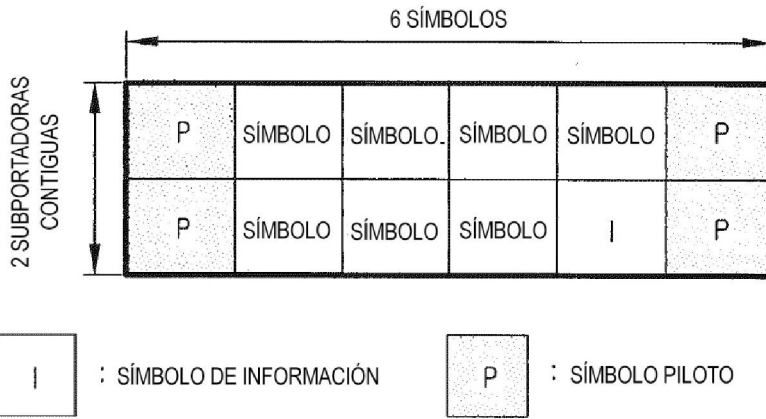 6 SÍMBOLOS
2 SUBPORTADORAS
CONTIGUAS
P SÍMBOLO SÍMBOLO. SÍMBOLO SÍMBOLO P
P SÍMBOLO SÍMBOLO SÍMBOLO I P
I : SÍMBOLO DE INFORMACIÓN P : SÍMBOLO PILOTO